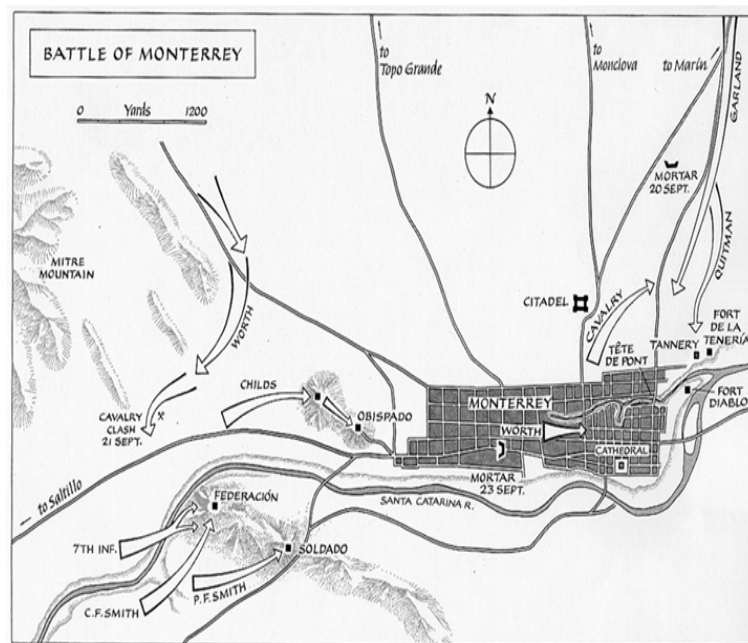 BATTLE OF MONTERREY
0 Yards 1200
to
Topo Grande
to
Monclova
to Marín
GARLAND
N
MORTAR
20 SEPT.
QUITMAN
MITRE
MOUNTAIN
WORTH
CITADEL
CAVALRY
FORT
DE LA
TENERÍA
TANNERY
TÊTE
DE PONT
CHILDS
OBISPADO
CAVALRY
CLASH
21 SEPT.
MONTERREY
FORT
DIABLO
WORTH
CATHEDRAL
MORTAR
23 SEPT.
to Saltillo
FEDERACIÓN
SANTA CATARINA R.
7TH INF.
SOLDADO
P.F. SMITH
C.F. SMITH